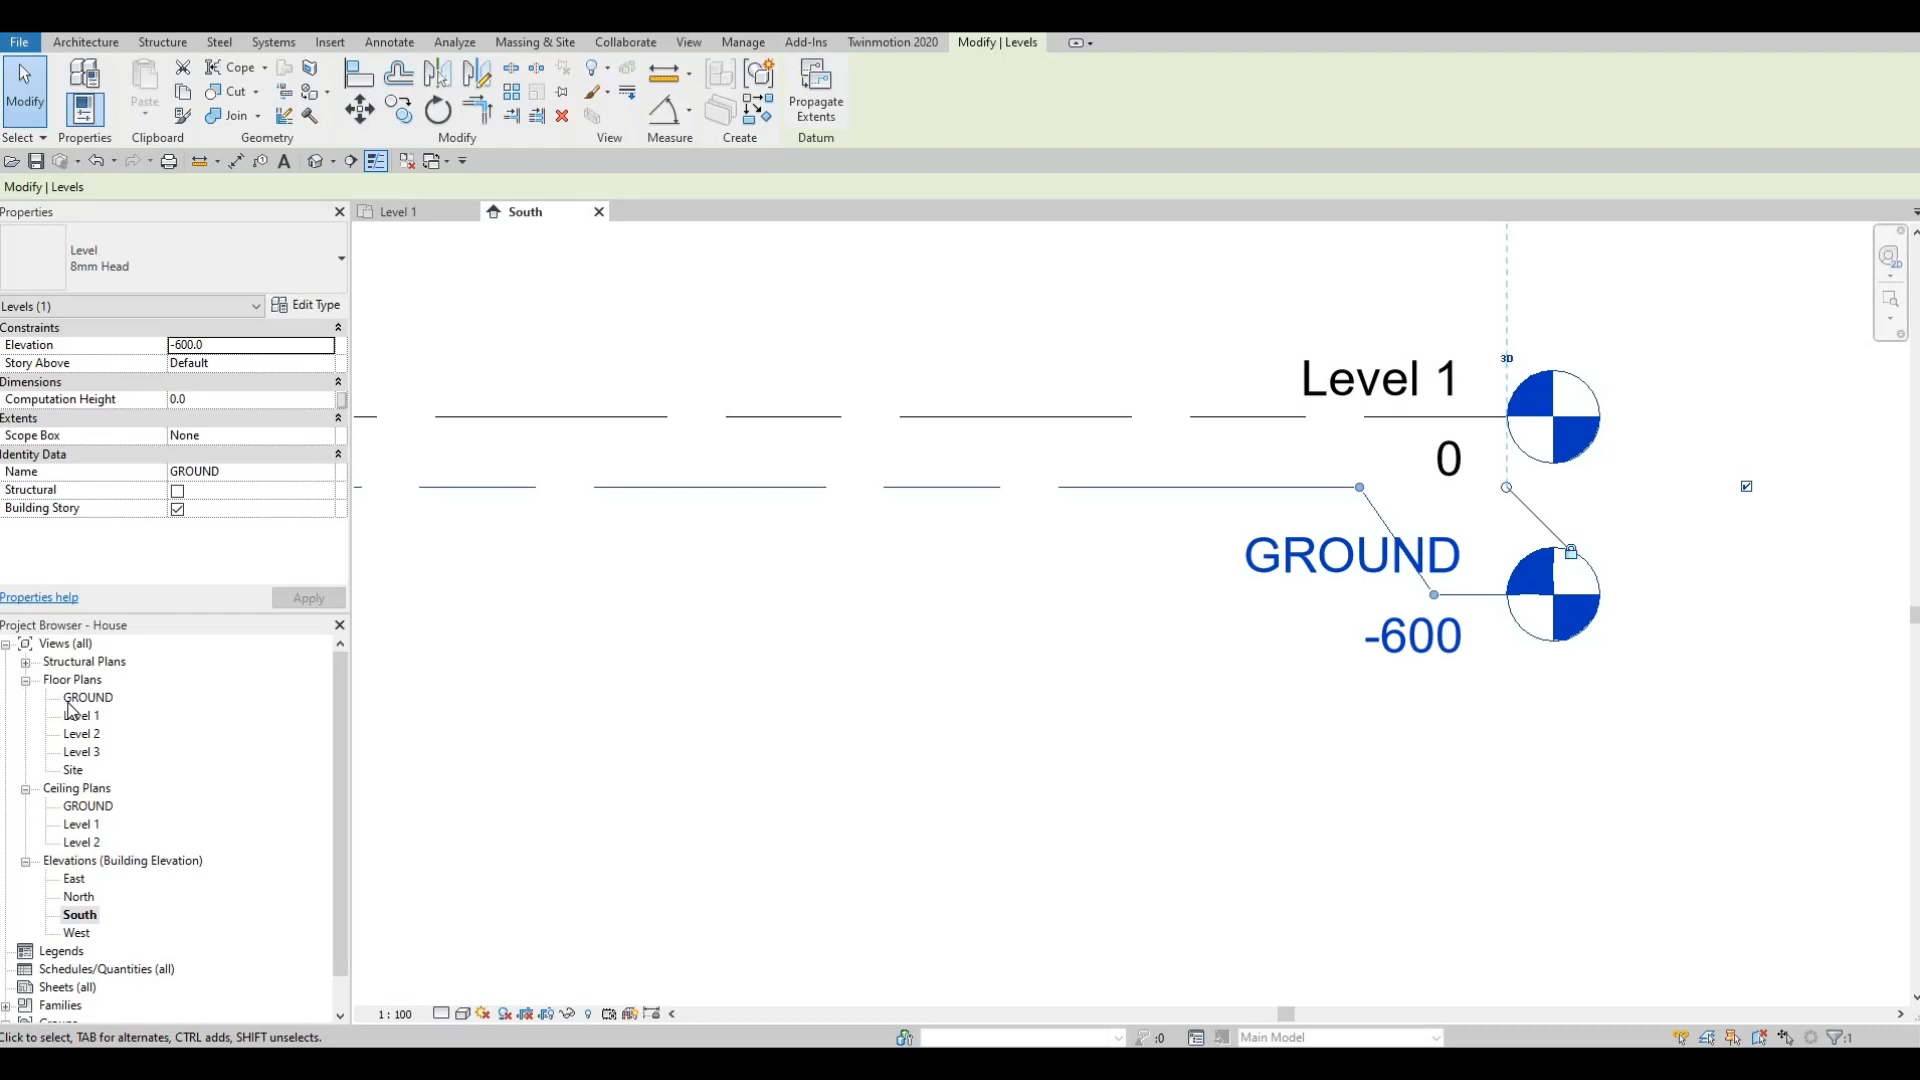 File Architecture Structure Steel Systems Insert Annotate Analyze Massing & Site Collaborate View Manage Add-Ins Twinmotion 2020 Modify | Levels
Modify
Select
Properties
Paste
Clipboard
Cope
Cut
Join
Geometry
Modify
View
Measure
Create
Propagate
Extents
Datum
A
Modify | Levels
Properties
Level 1
South
Level
8mm Head
Levels (1)
Edit Type
Constraints
Elevation -600.0
Story Above Default
Dimensions
Computation Height 0.0
Extents
Scope Box None
Identity Data
Name GROUND
Structural
Building Story
Properties help
Apply
Project Browser - House
Views (all)
Structural Plans
Floor Plans
GROUND
Level 1
Level 2
Level 3
Site
Ceiling Plans
GROUND
Level 1
Level 2
Elevations (Building Elevation)
East
North
South
West
Legends
Schedules/Quantities (all)
Sheets (all)
Families
2D
3D
Level 1
0
GROUND
-600
1 : 100
Click to select, TAB for alternates, CTRL adds, SHIFT unselects.
:0
Main Model
:1